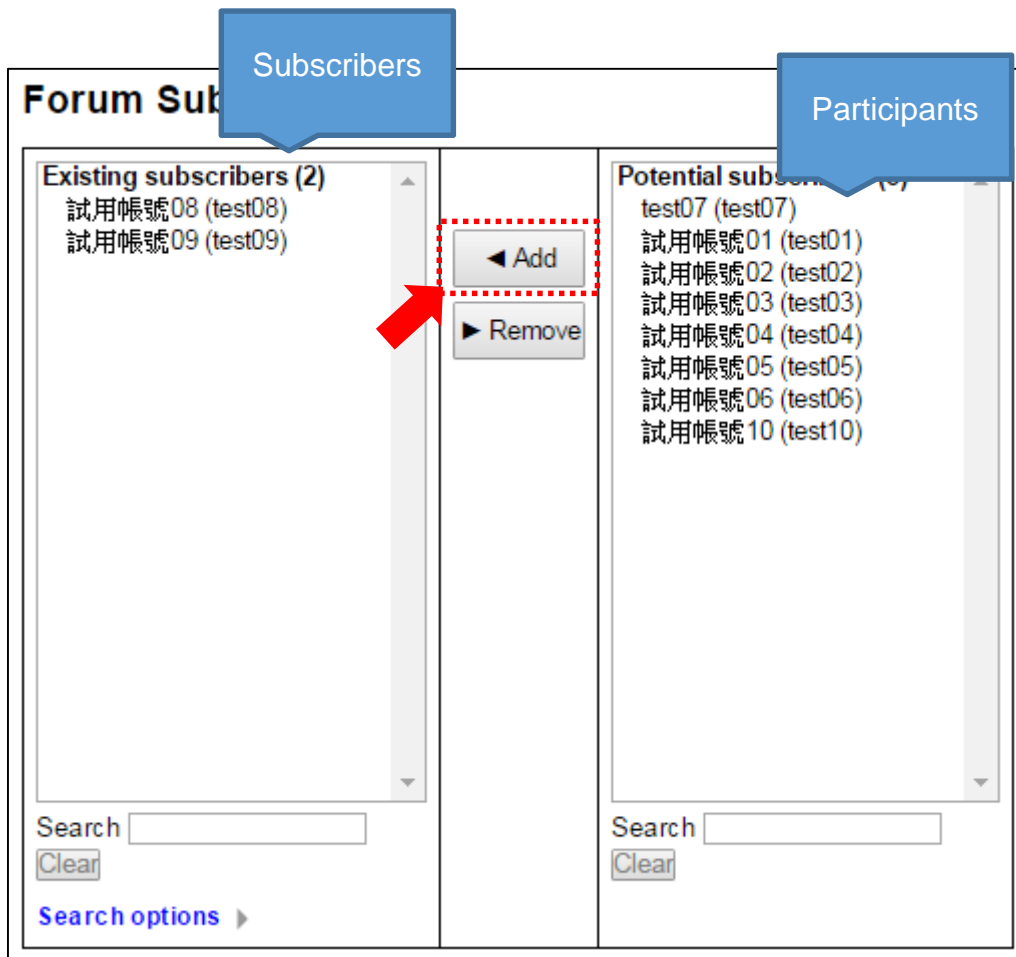 Subscribers
Participants
Forum Sub
Existing subscribers (2)
試用帳號08 (test08)
試用帳號09 (test09)
◄ Add
► Remove
Potential
test07 (test07)
試用帳號01 (test01)
試用帳號02 (test02)
試用帳號03 (test03)
試用帳號04 (test04)
試用帳號05 (test05)
試用帳號06 (test06)
試用帳號10 (test10)
Search
Clear
Search options
Search
Clear